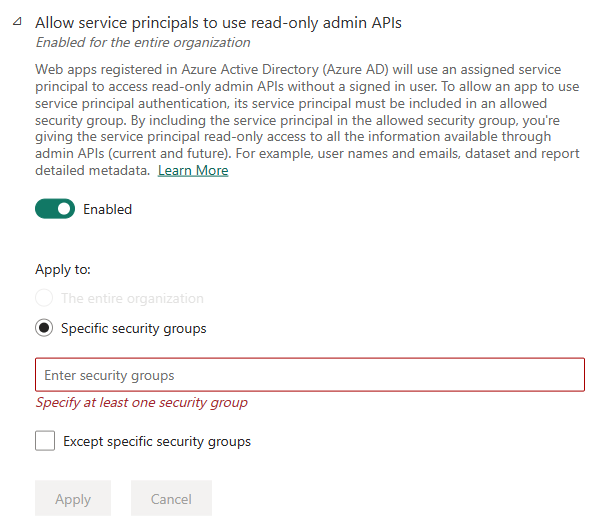 Allow service principals to use read-only admin APIs
Enabled for the entire organization
Web apps registered in Azure Active Directory (Azure AD) will use an assigned service
principal to access read-only admin APIs without a signed in user. To allow an app to use
service principal authentication, its service principal must be included in an allowed
security group. By including the service principal in the allowed security group, you're
giving the service principal read-only access to all the information available through
admin APIs (current and future). For example, user names and emails, dataset and report
detailed metadata. Learn More
Enabled
Apply to:
The entire organization
Specific security groups
Enter security groups
Specify at least one security group
Except specific security groups
Apply Cancel